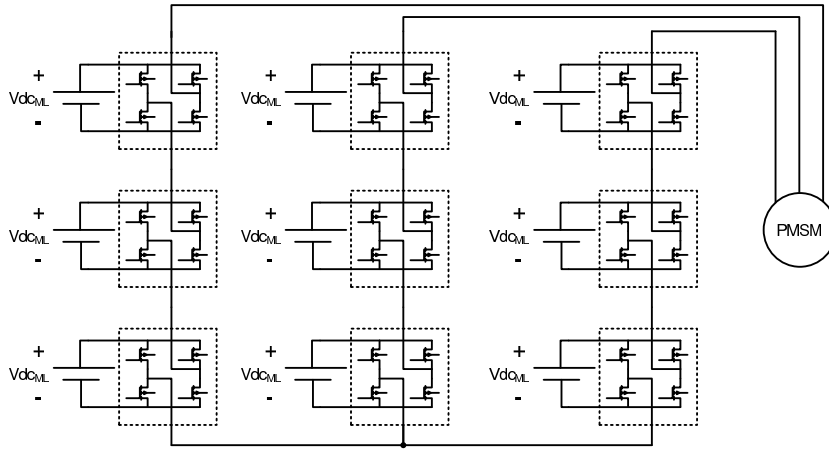 + + +
Vdc_ML Vdc_ML Vdc_ML
- - -
+ + +
Vdc_ML Vdc_ML Vdc_ML PMSM
- - -
+ + +
Vdc_ML Vdc_ML Vdc_ML
- - -